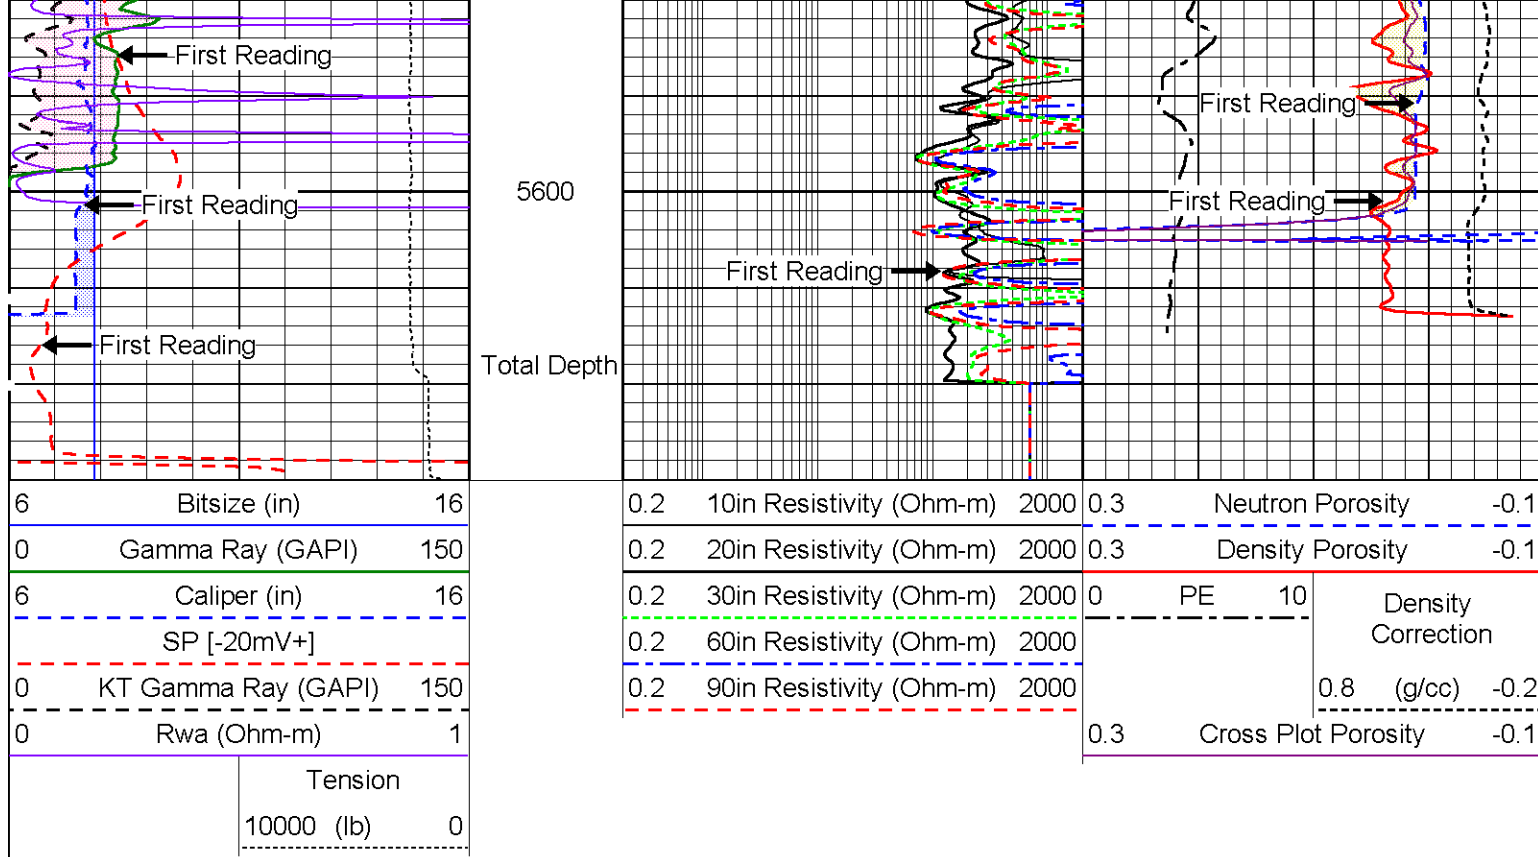 First Reading
First Reading
5600
First Reading
First Reading
First Reading
First Reading
Total Depth
First Reading
6 Bitsize (in) 16
0 Gamma Ray (GAPI) 150
6 Caliper (in) 16
SP [-20mV+]
0 KT Gamma Ray (GAPI) 150
0 Rwa (Ohm-m) 1
Tension
10000 (lb) 0
0.2 10in Resistivity (Ohm-m) 2000
0.2 20in Resistivity (Ohm-m) 2000
0.2 30in Resistivity (Ohm-m) 2000
0.2 60in Resistivity (Ohm-m) 2000
0.2 90in Resistivity (Ohm-m) 2000
0.3 Neutron Porosity -0.1
0.3 Density Porosity -0.1
0 PE 10
Density
Correction
0.8 (g/cc) -0.2
0.3 Cross Plot Porosity -0.1